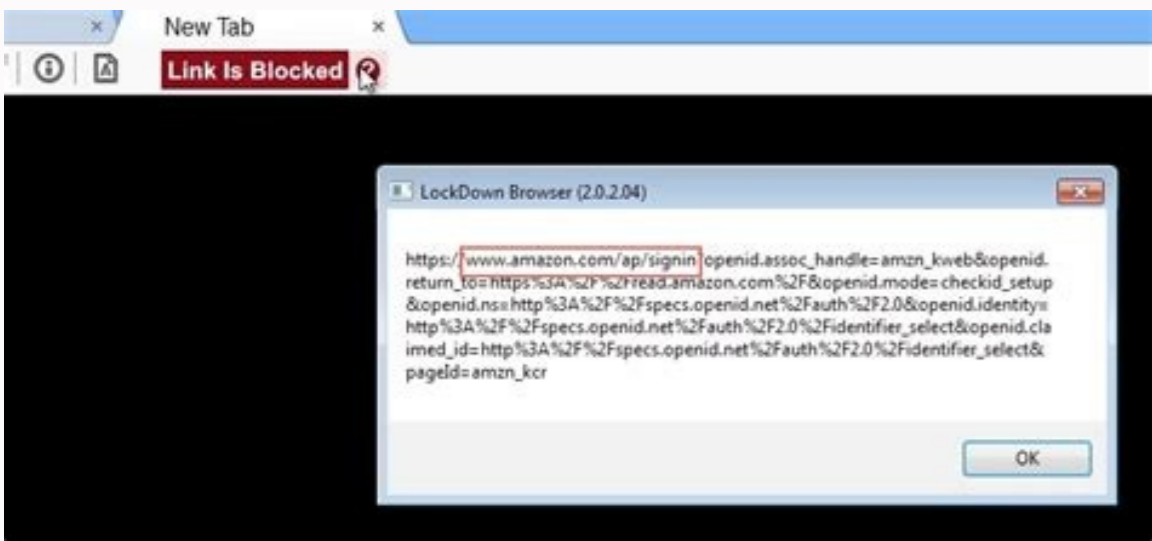 New Tab
Link Is Blocked ?
LockDown Browser (2.0.2.04)
https://www.amazon.com/ap/signin openid.assoc_handle=amzn_kweb&openid.
return_to=https%3A%2F%2Fread.amazon.com%2F&openid.mode=checkid_setup
&openid.ns=http%3A%2F%2Fspecs.openid.net%2Fauth%2F2.0&openid.identity=
http%3A%2F%2Fspecs.openid.net%2Fauth%2F2.0%2Fidentifier_select&openid.cla
imed_id=http%3A%2F%2Fspecs.openid.net%2Fauth%2F2.0%2Fidentifier_select&
pageId=amzn_kcr
OK